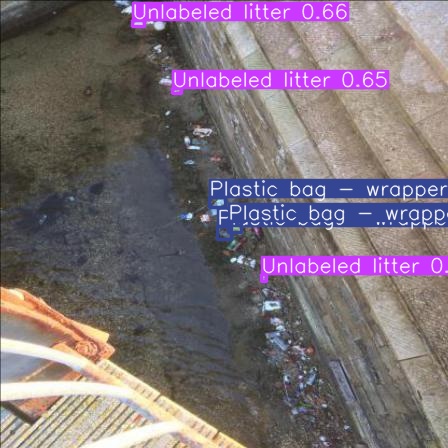 Unlabeled litter 0.66
Unlabeled litter 0.65
Plastic bag - wrapper
Plastic bag - wrapp
Unlabeled litter 0.